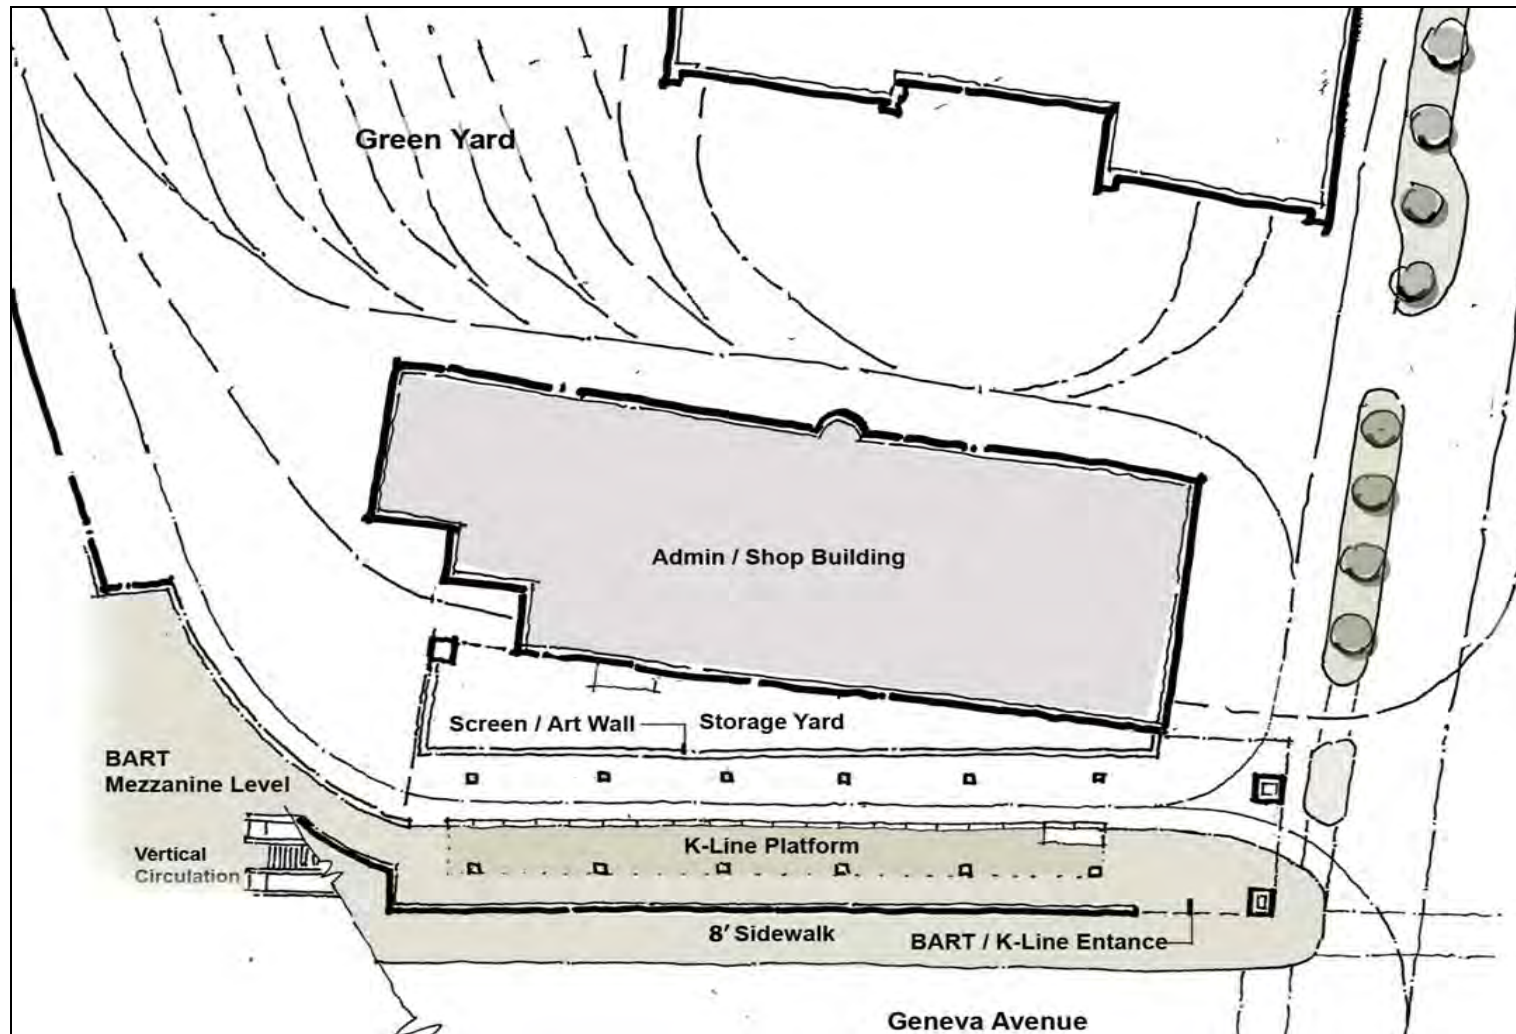 Green Yard
Admin / Shop Building
Screen / Art Wall
Storage Yard
BART
Mezzanine Level
K-Line Platform
Vertical
Circulation
8' Sidewalk
BART / K-Line Entance
Geneva Avenue